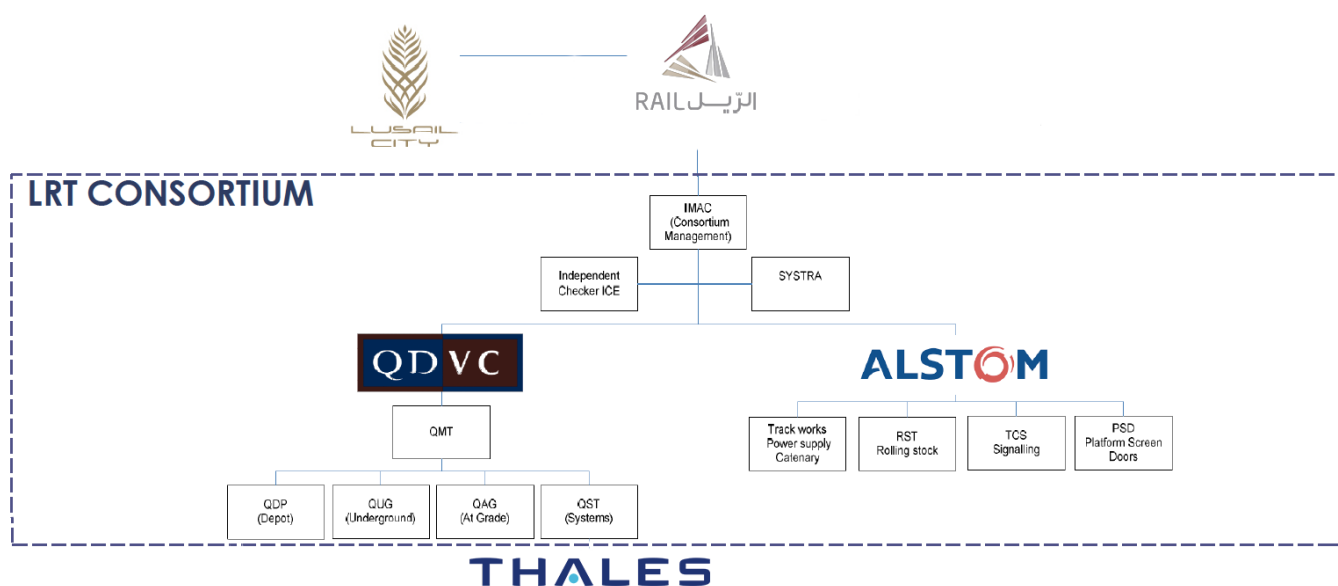 LUSAIL
CITY
RAIL الرّيل
LRT CONSORTIUM
IMAC
(Consortium
Management)
Independent
Checker ICE
SYSTRA
QDVC
ALSTOM
QMT
Track works
Power supply
Catenary
RST
Rolling stock
TCS
Signalling
PSD
Platform Screen
Doors
QDP
(Depot)
QUG
(Underground)
QAG
(At Grade)
QST
(Systems)
THALES